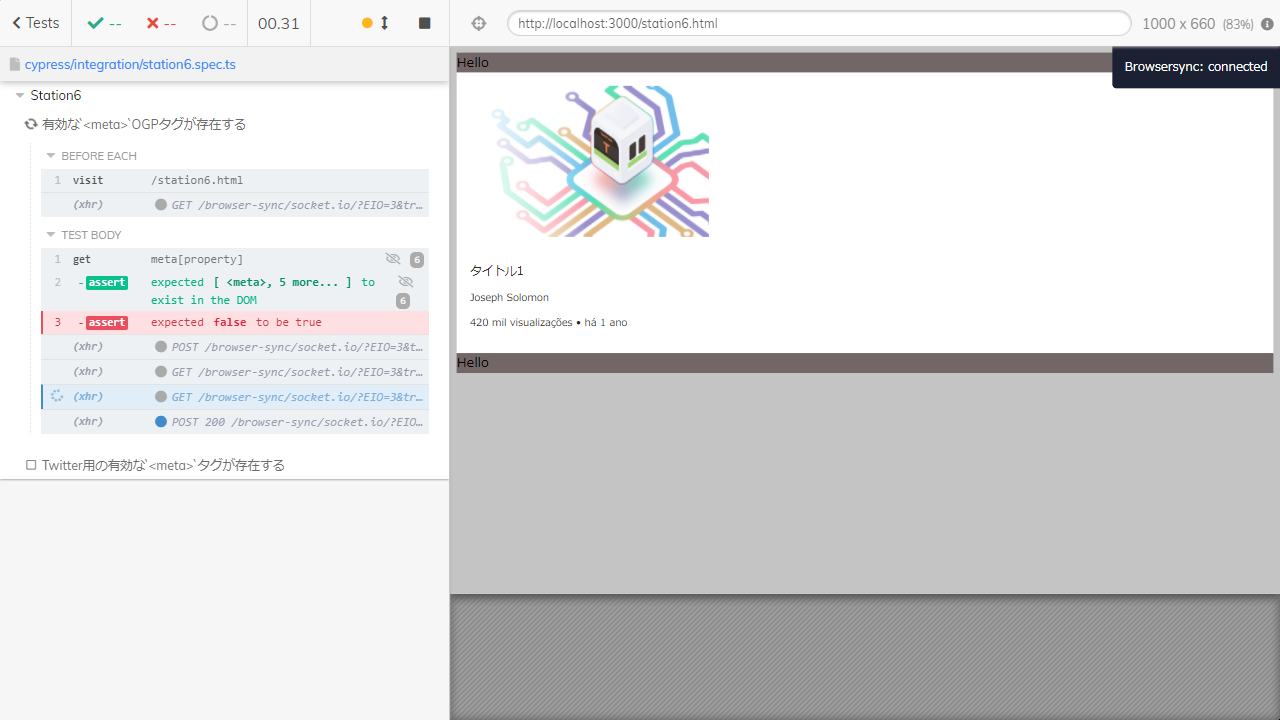 Tests
--
--
--
00.31
http://localhost:3000/station6.html
1000 x 660 (83%)
cypress/integration/station6.spec.ts
Station6
有効な`<meta>`OGPタグが存在する
BEFORE EACH
1 visit /station6.html
(xhr) GET /browser-sync/socket.io/?EIO=3&tr…
TEST BODY
1 get meta[property] 6
2 -assert expected [ <meta>, 5 more... ] to
exist in the DOM 6
3 -assert expected false to be true
(xhr) POST /browser-sync/socket.io/?EIO=3&t…
(xhr) GET /browser-sync/socket.io/?EIO=3&tr…
(xhr) GET /browser-sync/socket.io/?EIO=3&tr…
(xhr) POST 200 /browser-sync/socket.io/?EIO…
Twitter用の有効な`<meta>`タグが存在する
Hello
Browsersync: connected
T
タイトル1
Joseph Solomon
420 mil visualizações • há 1 ano
Hello